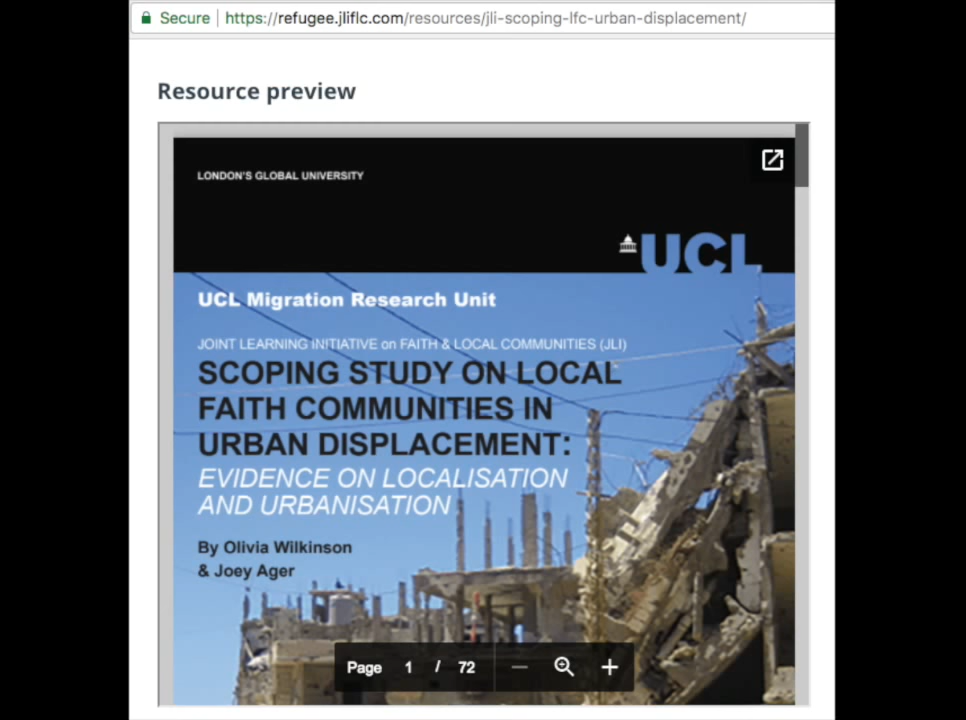 Secure
https://refugee.jliflc.com/resources/jli-scoping-lfc-urban-displacement/
Resource preview
LONDON'S GLOBAL UNIVERSITY
UCL
UCL Migration Research Unit
JOINT LEARNING INITIATIVE on FAITH & LOCAL COMMUNITIES (JLI)
SCOPING STUDY ON LOCAL
FAITH COMMUNITIES IN
URBAN DISPLACEMENT:
EVIDENCE ON LOCALISATION
AND URBANISATION
By Olivia Wilkinson
& Joey Ager
Page 1 / 72